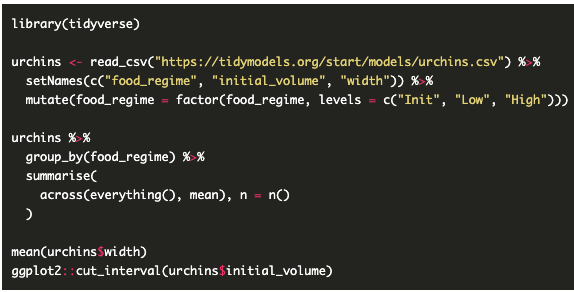 library(tidyverse)
urchins <- read_csv("https://tidymodels.org/start/models/urchins.csv") %>%
  setNames(c("food_regime", "initial_volume", "width")) %>%
  mutate(food_regime = factor(food_regime, levels = c("Init", "Low", "High")))
urchins %>%
  group_by(food_regime) %>%
  summarise(
    across(everything(), mean), n = n()
  )
mean(urchins$width)
ggplot2::cut_interval(urchins$initial_volume)